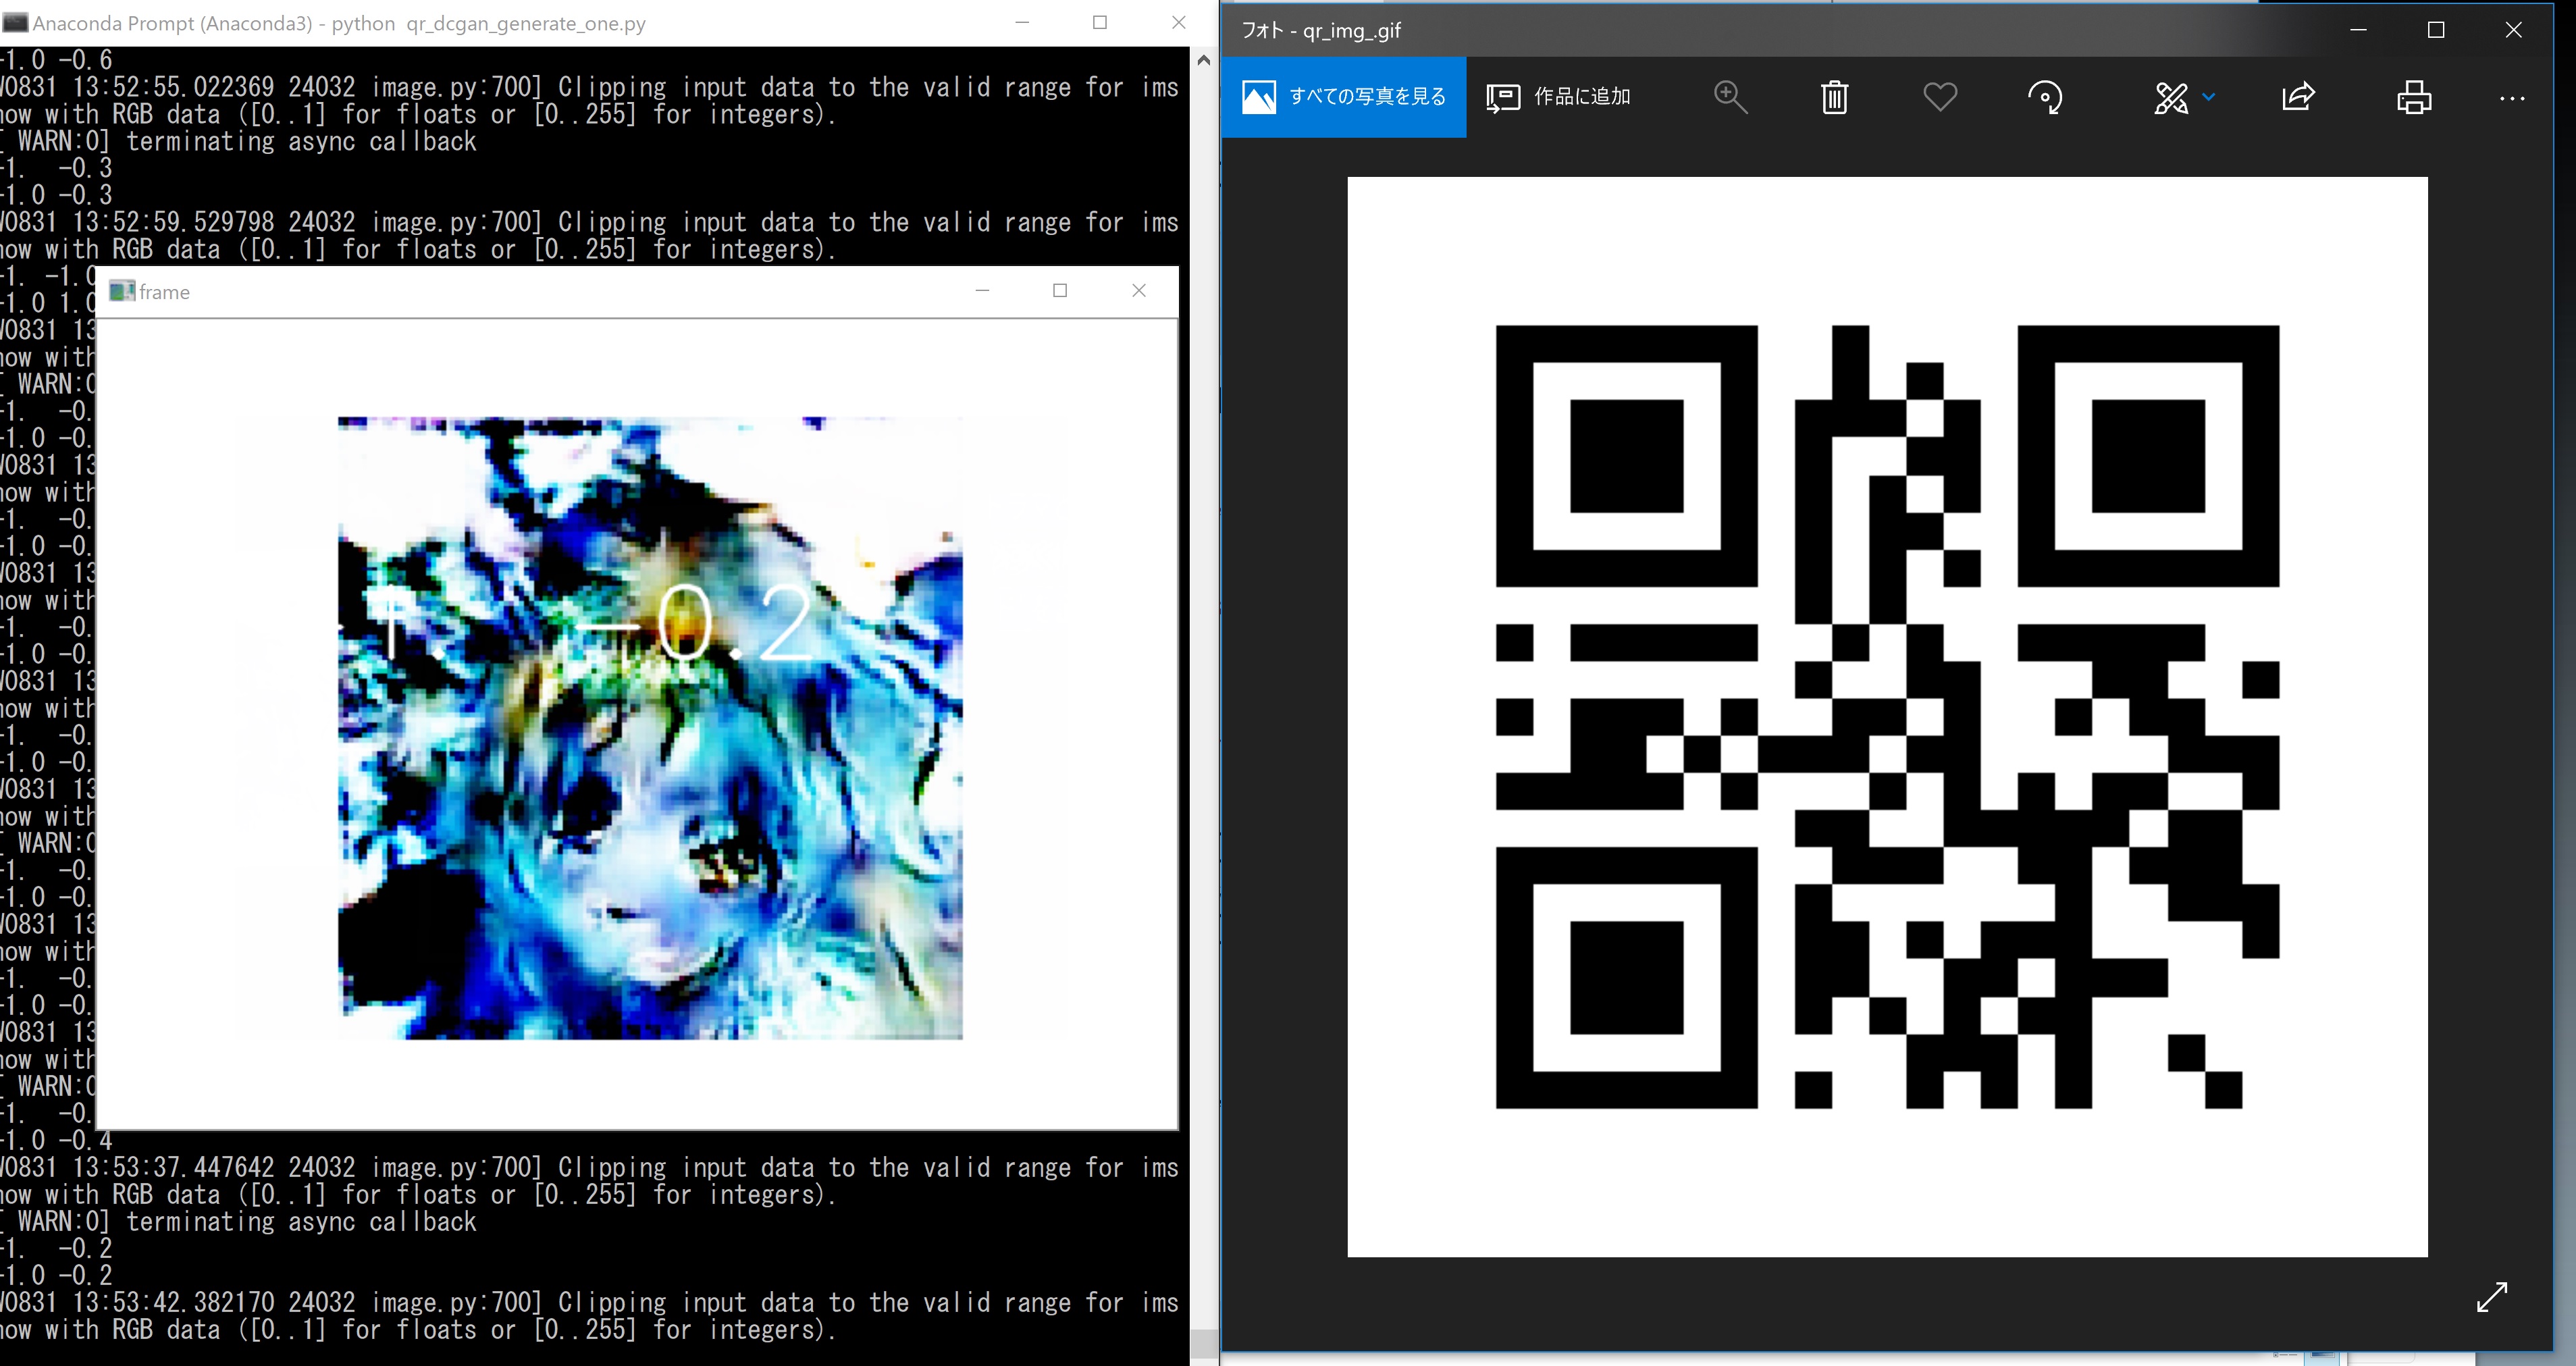 Anaconda Prompt (Anaconda3) - python qr_dcgan_generate_one.py
-1.0 -0.6
W0831 13:52:55.022369 24032 image.py:700] Clipping input data to the valid range for ims
how with RGB data ([0..1] for floats or [0..255] for integers).
[ WARN:0] terminating async callback
-1.  -0.3
-1.0 -0.3
W0831 13:52:59.529798 24032 image.py:700] Clipping input data to the valid range for ims
how with RGB data ([0..1] for floats or [0..255] for integers).
-1. -1.0
-1.0 1.0
W0831 13
how with
[ WARN:0
-1.  -0.
-1.0 -0.
W0831 13
how with
-1.  -0.
-1.0 -0.
W0831 13
how with
-1.  -0.
-1.0 -0.
W0831 13
how with
-1.  -0.
-1.0 -0.
W0831 13
how with
[ WARN:0
-1.  -0.
-1.0 -0.
W0831 13
how with
-1.  -0.
-1.0 -0.
W0831 13
how with
[ WARN:0
-1.  -0.
-1.0 -0.4
W0831 13:53:37.447642 24032 image.py:700] Clipping input data to the valid range for ims
how with RGB data ([0..1] for floats or [0..255] for integers).
[ WARN:0] terminating async callback
-1.  -0.2
-1.0 -0.2
W0831 13:53:42.382170 24032 image.py:700] Clipping input data to the valid range for ims
how with RGB data ([0..1] for floats or [0..255] for integers).
frame
-1.  -0.2
フォト - qr_img_.gif
すべての写真を見る
作品に追加